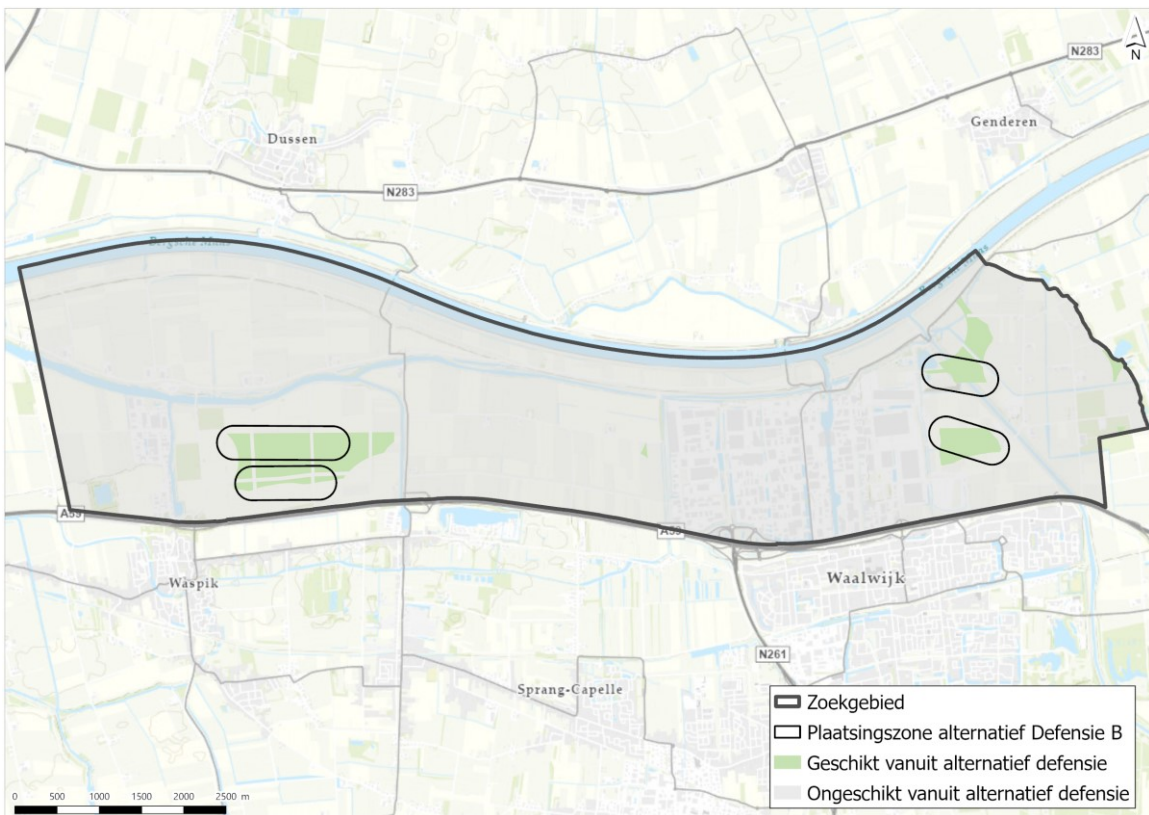 N283
N
Genderen
Dussen
N283
Bergsche Maas
A59
A59
Waspik
Waalwijk
N261
Sprang-Capelle
Zoekgebied
Plaatsingszone alternatief Defensie B
Geschikt vanuit alternatief defensie
Ongeschikt vanuit alternatief defensie
0 500 1000 1500 2000 2500 m